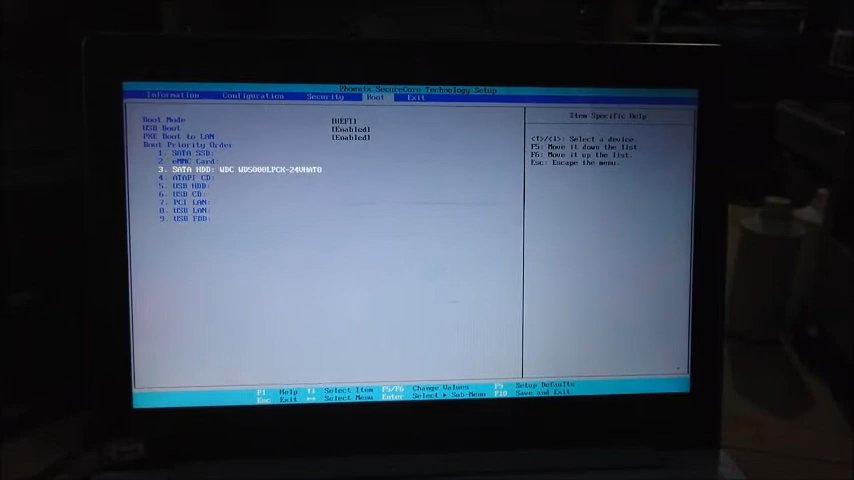 Phoenix SecureCore Technology Setup
Information Configuration Security Boot Exit
Boot Mode [UEFI]
USB Boot [Enabled]
PXE Boot to LAN [Enabled]
Boot Priority Order
1. SATA SSD:
2. eMMC Card:
3. SATA HDD: WDC WD5000LPCX-24VHAT0
4. ATAPI CD:
5. USB HDD:
6. USB CD:
7. PCI LAN:
8. USB LAN:
9. USB FDD:
Item Specific Help
<↑>/<↓>: Select a device.
F5: Move it down the list.
F6: Move it up the list.
Esc: Escape the menu.
F1 Help ↑↓ Select Item F5/F6 Change Values F9 Setup Defaults
Esc Exit ↔ Select Menu Enter Select ▶ Sub-Menu F10 Save and Exit